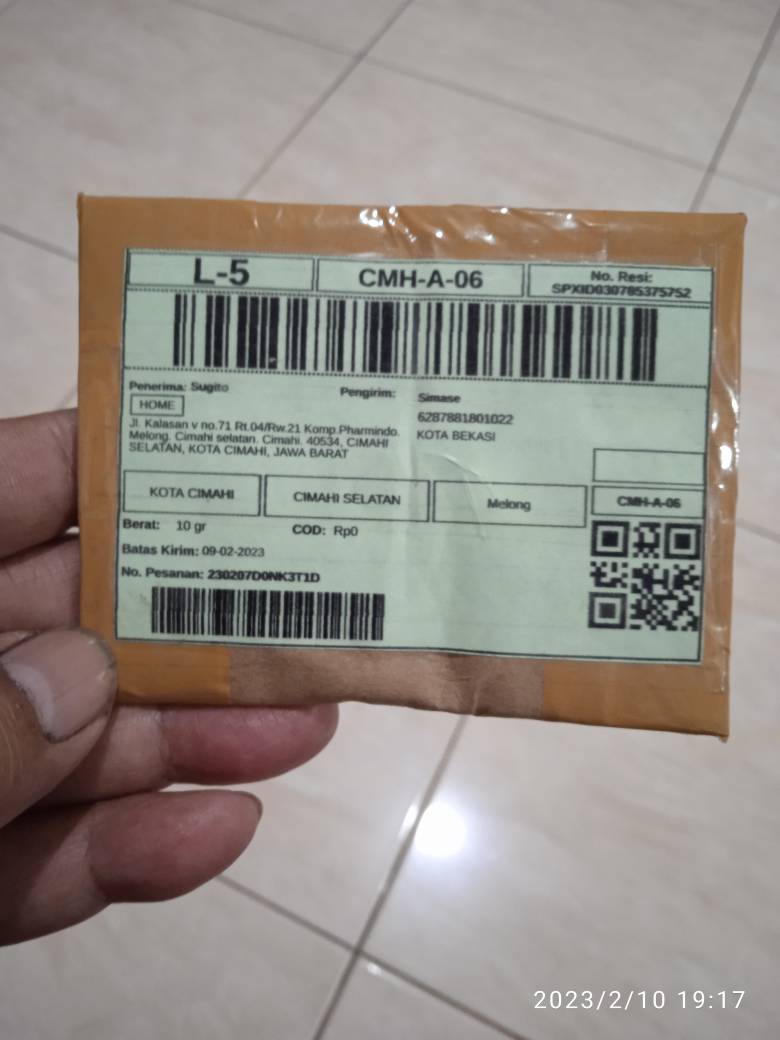 L-5
CMH-A-06
No. Resi:
SPXID030785375752
Penerima: Sugito
HOME
Jl. Kalasan v no.71 Rt.04/Rw.21 Komp.Pharmindo.
Melong. Cimahi selatan. Cimahi. 40534, CIMAHI
SELATAN, KOTA CIMAHI, JAWA BARAT
Pengirim:
Simase
6287881801022
KOTA BEKASI
KOTA CIMAHI
CIMAHI SELATAN
Melong
CMH-A-06
Berat: 10 gr
COD: Rp0
Batas Kirim: 09-02-2023
No. Pesanan: 230207D0NK3T1D
2023/2/10 19:17